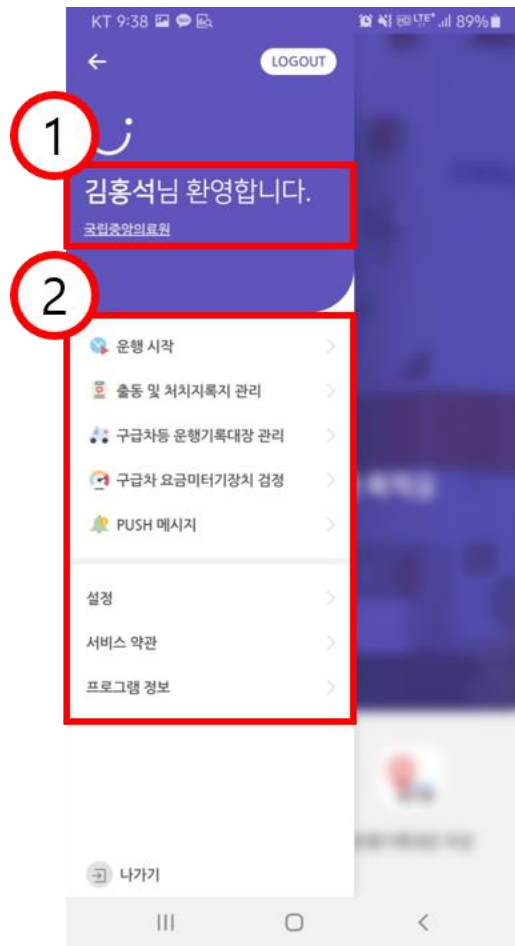 KT 9:38
LTE+ 89%
LOGOUT
1
김홍석님 환영합니다.
국립중앙의료원
2
운행 시작
출동 및 처치지록지 관리
구급차등 운행기록대장 관리
구급차 요금미터기장치 검정
PUSH 메시지
설정
서비스 약관
프로그램 정보
나가기